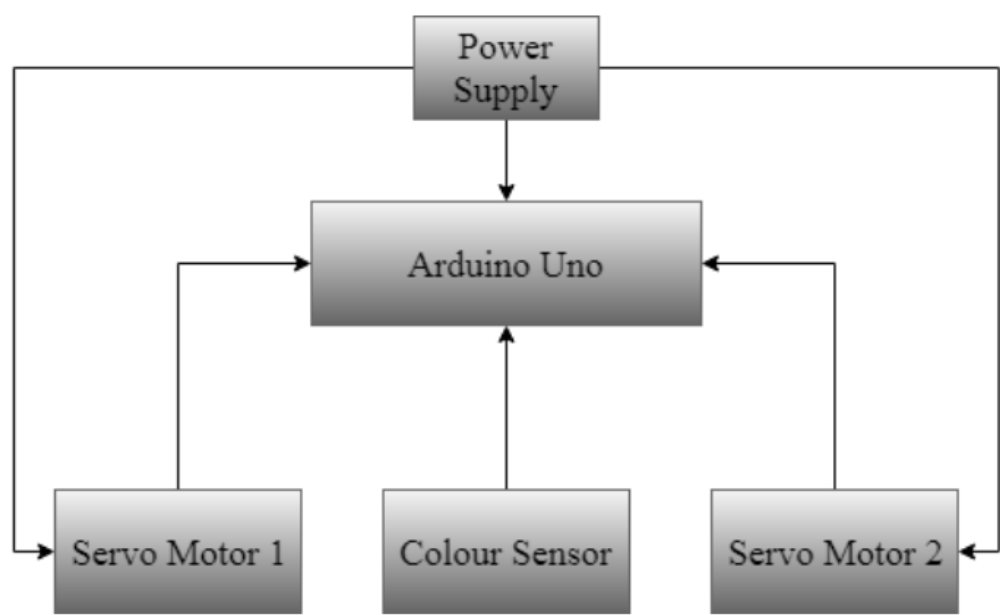 Power
Supply
Arduino Uno
Servo Motor 1
Colour Sensor
Servo Motor 2